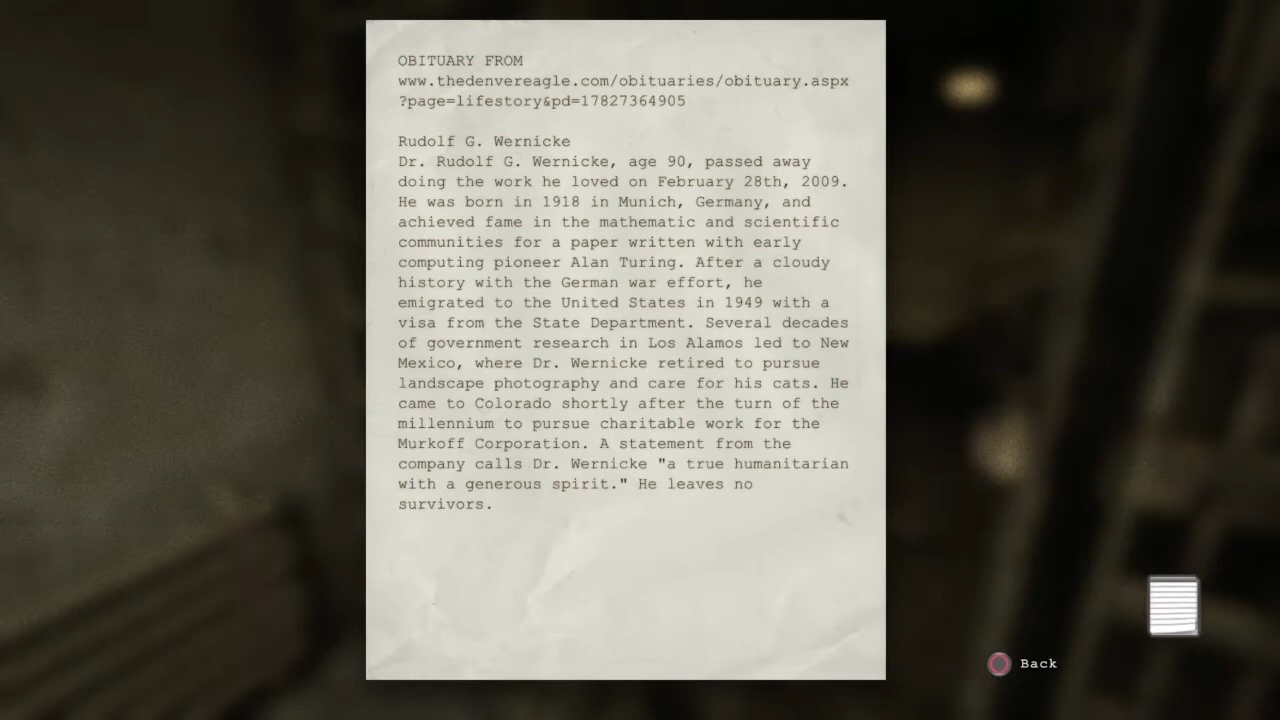 OBITUARY FROM
www.thedenvereagle.com/obituaries/obituary.aspx
?page=lifestory&pd=17827364905
Rudolf G. Wernicke
Dr. Rudolf G. Wernicke, age 90, passed away
doing the work he loved on February 28th, 2009.
He was born in 1918 in Munich, Germany, and
achieved fame in the mathematic and scientific
communities for a paper written with early
computing pioneer Alan Turing. After a cloudy
history with the German war effort, he
emigrated to the United States in 1949 with a
visa from the State Department. Several decades
of government research in Los Alamos led to New
Mexico, where Dr. Wernicke retired to pursue
landscape photography and care for his cats. He
came to Colorado shortly after the turn of the
millennium to pursue charitable work for the
Murkoff Corporation. A statement from the
company calls Dr. Wernicke "a true humanitarian
with a generous spirit." He leaves no
survivors.
Back